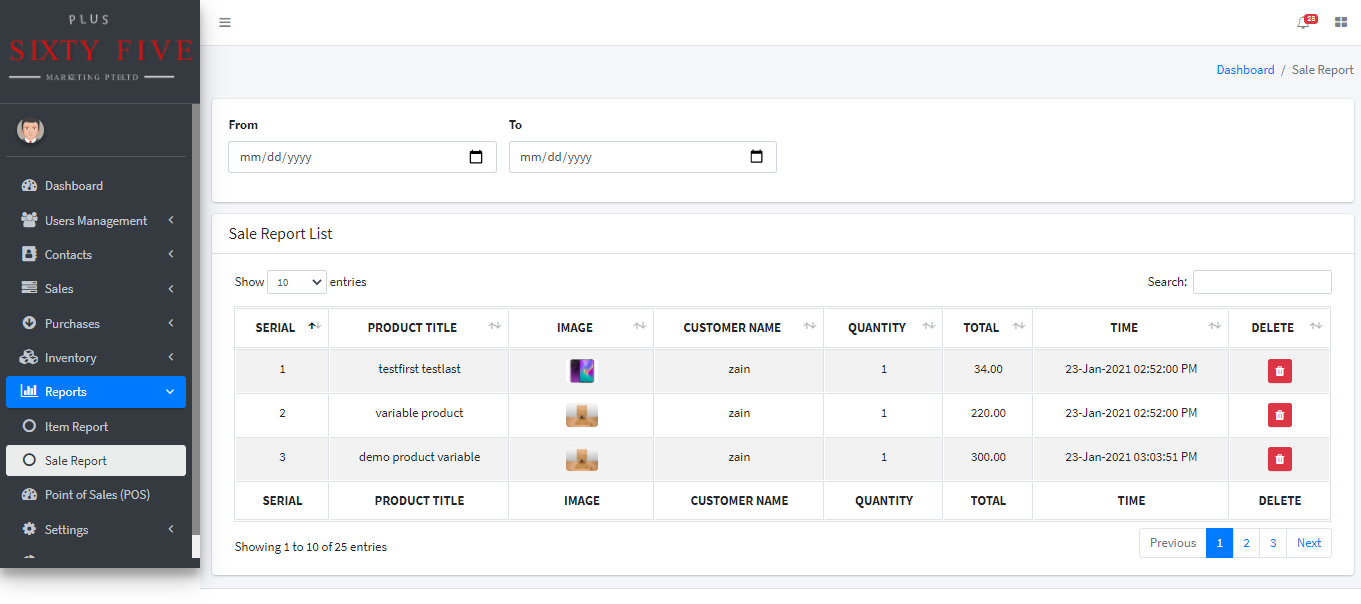 PLUS
SIXTY FIVE
MARKETING PTELTD
28
Dashboard / Sale Report
From
To
mm/dd/yyyy
mm/dd/yyyy
Dashboard
Users Management
Contacts
Sales
Purchases
Inventory
Reports
Item Report
Sale Report
Point of Sales (POS)
Settings
Sale Report List
Show 10 entries
Search:
SERIAL PRODUCT TITLE IMAGE CUSTOMER NAME QUANTITY TOTAL TIME DELETE
1 testfirst testlast zain 1 34.00 23-Jan-2021 02:52:00 PM
2 variable product zain 1 220.00 23-Jan-2021 02:52:00 PM
3 demo product variable zain 1 300.00 23-Jan-2021 03:03:51 PM
SERIAL PRODUCT TITLE IMAGE CUSTOMER NAME QUANTITY TOTAL TIME DELETE
Showing 1 to 10 of 25 entries
Previous 1 2 3 Next